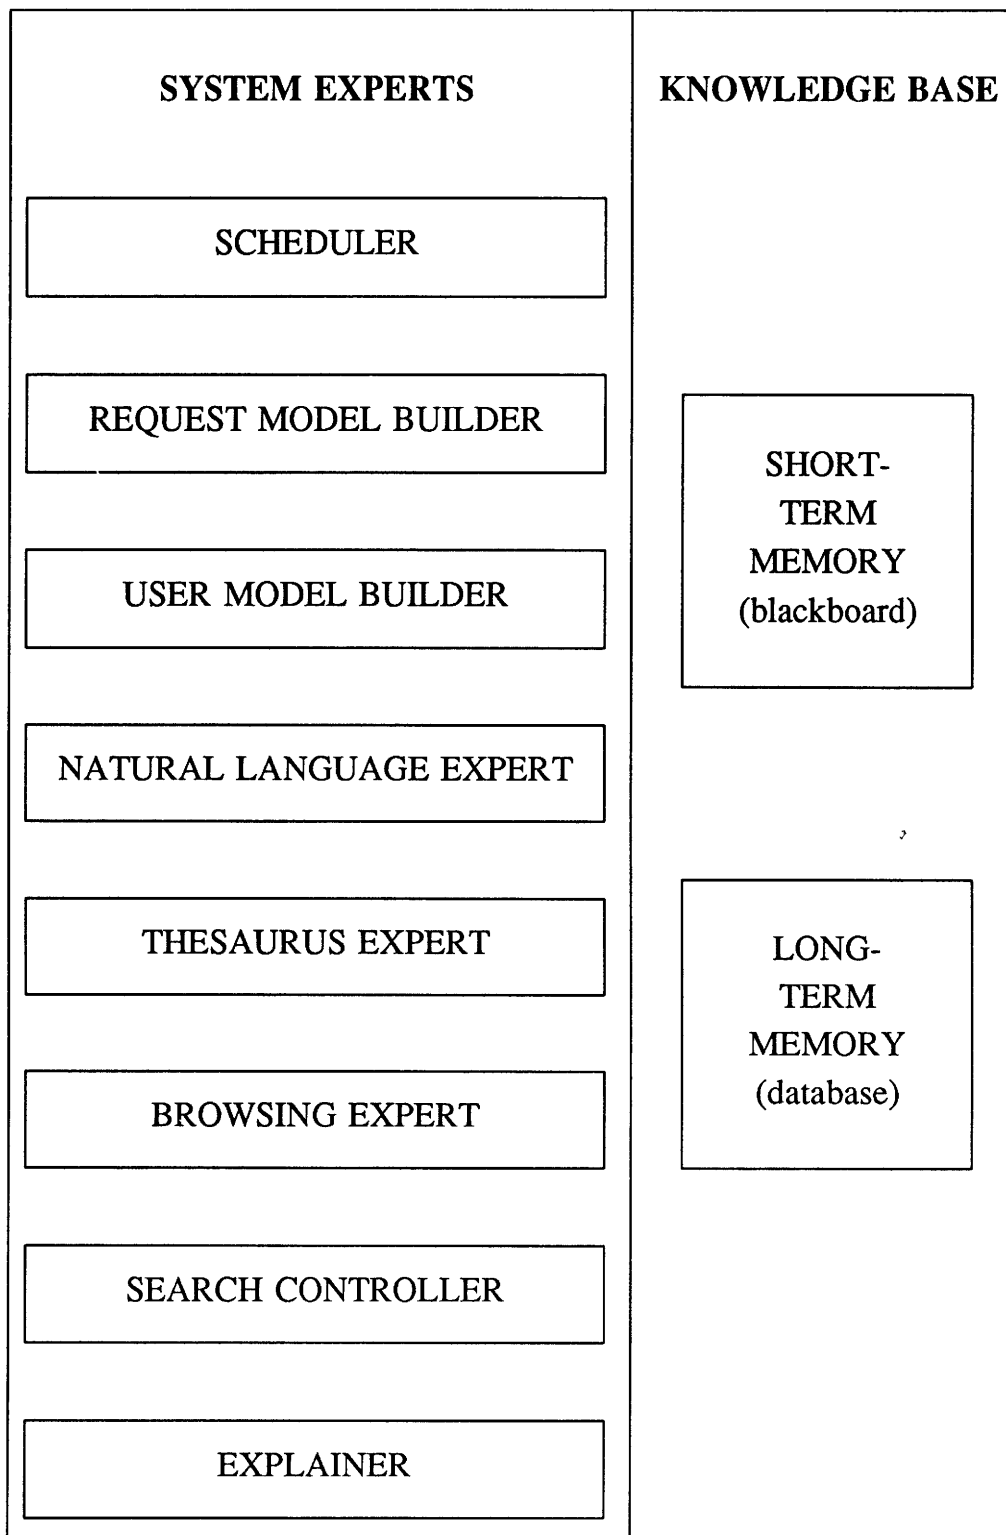 SYSTEM EXPERTS
SCHEDULER
REQUEST MODEL BUILDER
USER MODEL BUILDER
NATURAL LANGUAGE EXPERT
THESAURUS EXPERT
BROWSING EXPERT
SEARCH CONTROLLER
EXPLAINER
KNOWLEDGE BASE
SHORT-
TERM
MEMORY
(blackboard)
LONG-
TERM
MEMORY
(database)